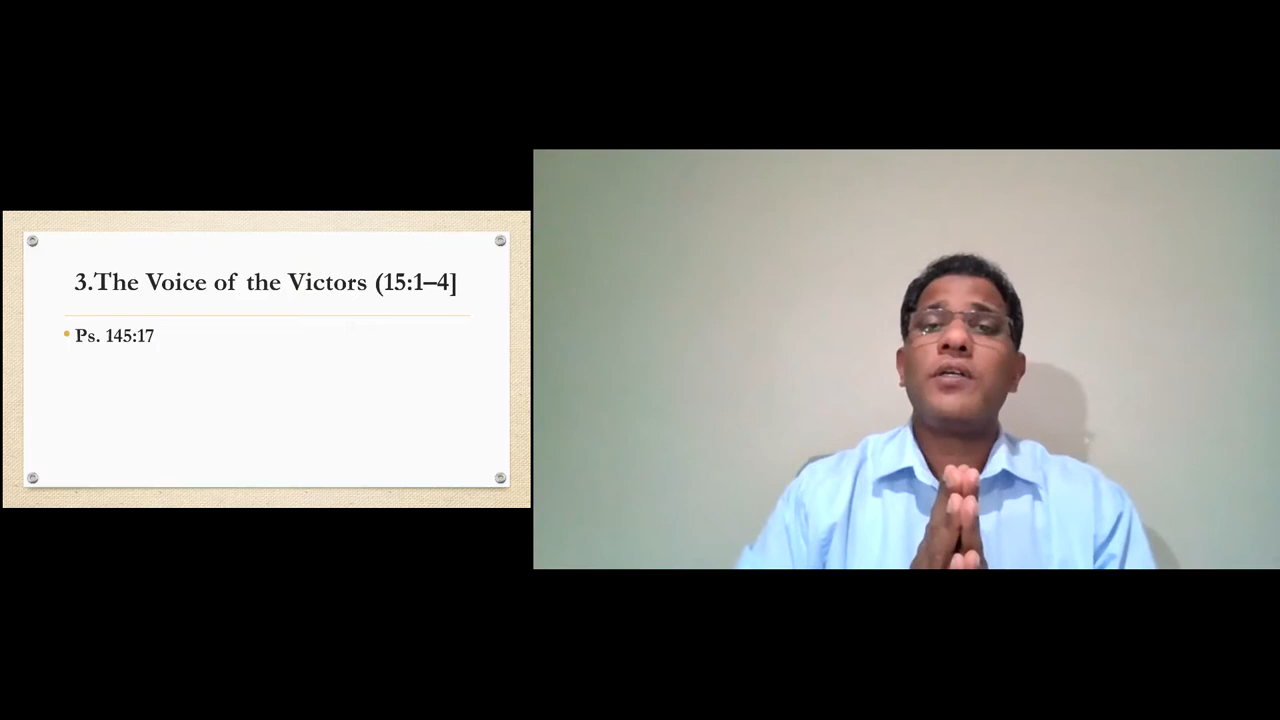 3.The Voice of the Victors (15:1–4]
Ps. 145:17